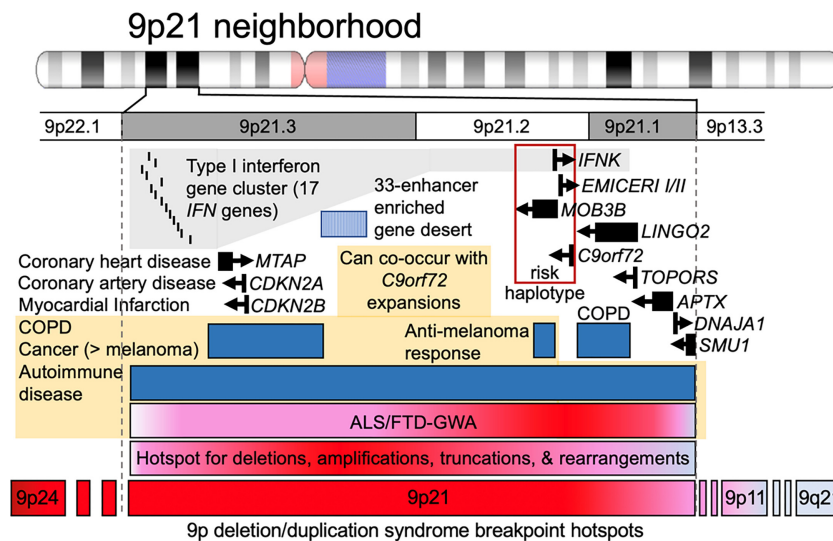 9p21 neighborhood
9p22.1
9p21.3
9p21.2
9p21.1
9p13.3
Type I interferon
gene cluster (17
IFN genes)
33-enhancer
enriched
gene desert
IFNK
EMICERI I/II
MOB3B
LINGO2
C9orf72
risk
haplotype
TOPORS
APTX
DNAJA1
SMU1
Coronary heart disease
MTAP
Coronary artery disease
CDKN2A
Myocardial Infarction
CDKN2B
Can co-occur with
C9orf72
expansions
COPD
COPD
Cancer (> melanoma)
Autoimmune
disease
Anti-melanoma
response
ALS/FTD-GWA
Hotspot for deletions, amplifications, truncations, & rearrangements
9p24
9p21
9p11
9q2
9p deletion/duplication syndrome breakpoint hotspots